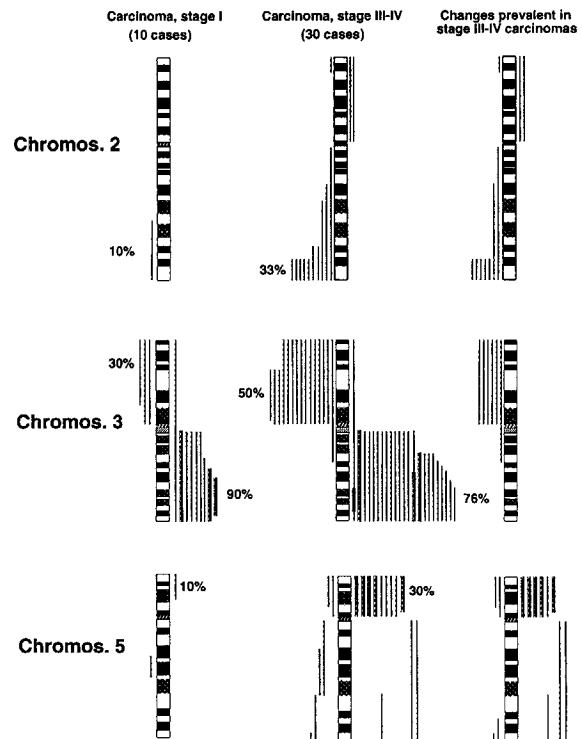 Carcinoma, stage I
(10 cases)
Carcinoma, stage III-IV
(30 cases)
Changes prevalent in
stage III-IV carcinomas
Chromos. 2
10%
33%
Chromos. 3
30%
90%
50%
76%
Chromos. 5
10%
30%